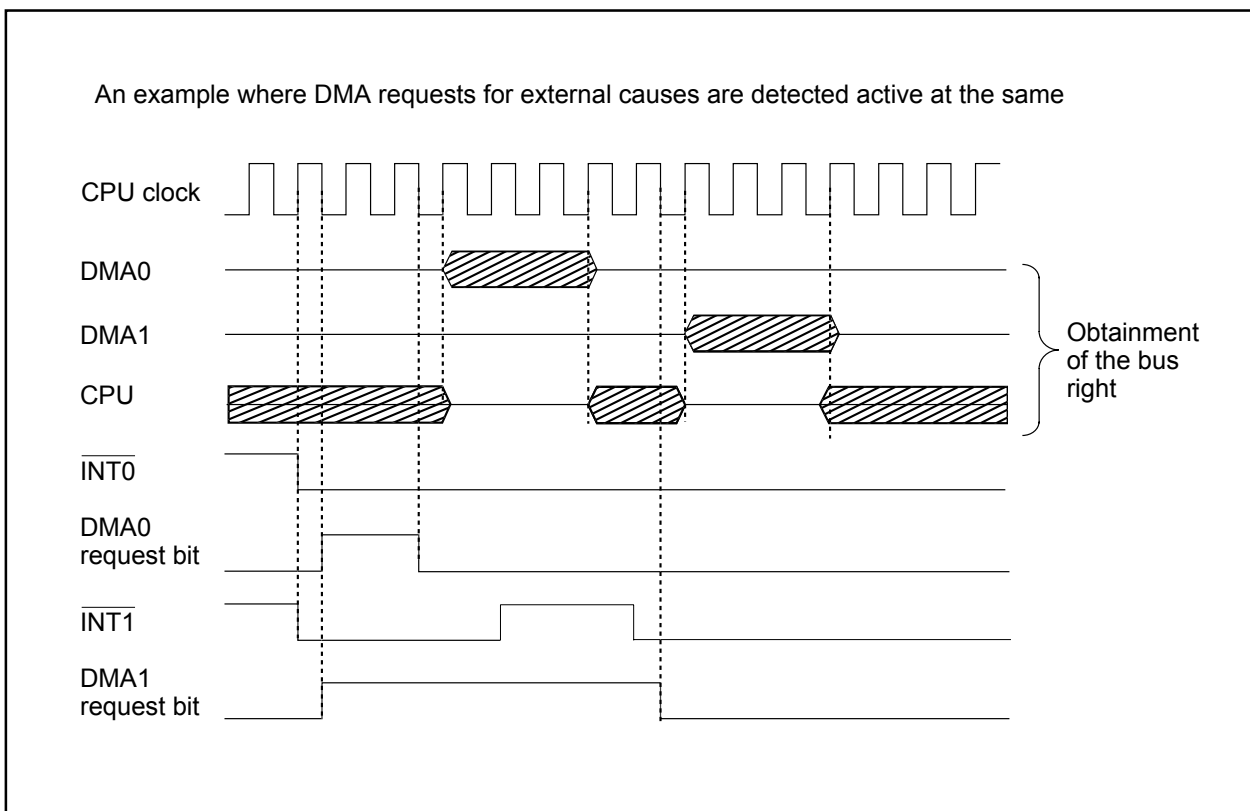 An example where DMA requests for external causes are detected active at the same
CPU clock
DMA0
DMA1
CPU
Obtainment
of the bus
right
INT0
DMA0
request bit
INT1
DMA1
request bit